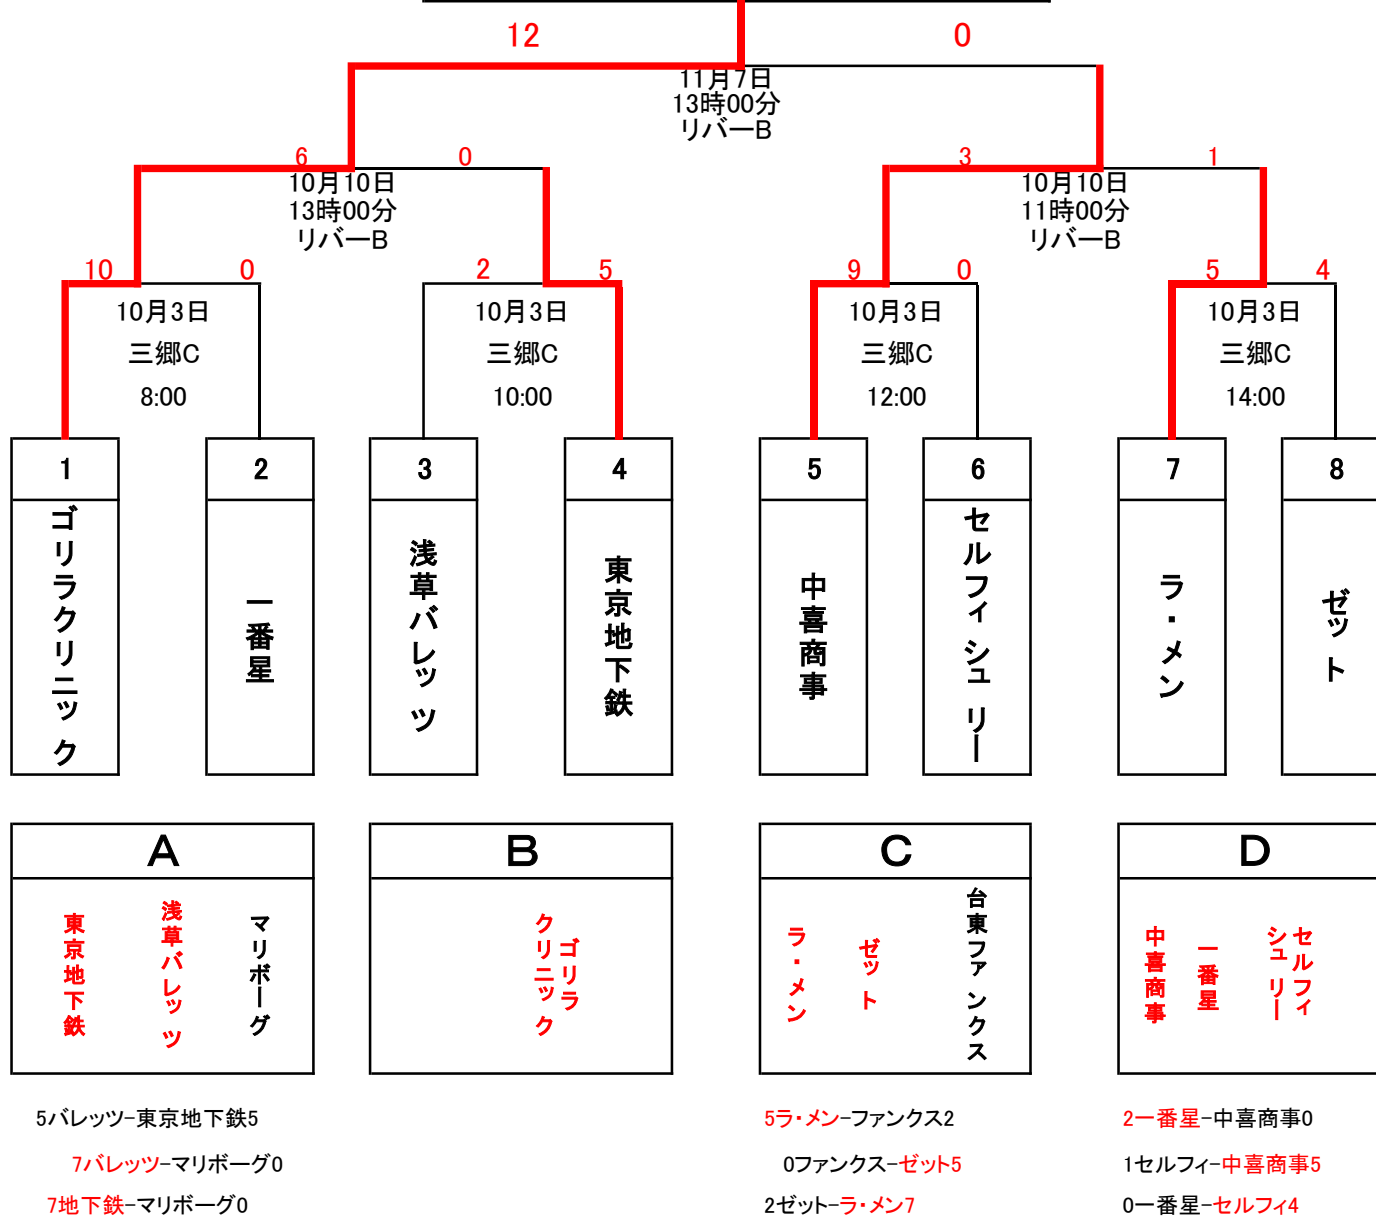 12
0
11月7日
13時00分
リバーB
6
0
3
1
10月10日
13時00分
リバーB
10月10日
11時00分
リバーB
10
0
2
5
9
0
5
4
10月3日
三郷C
8:00
10月3日
三郷C
10:00
10月3日
三郷C
12:00
10月3日
三郷C
14:00
1
2
3
4
5
6
7
8
ゴリラクリニック
一番星
浅草バレッツ
東京地下鉄
中喜商事
セルフィシュリー
ラ・メン
ゼット
A
B
C
D
東京地下鉄
浅草バレッツ
マリボーグ
ゴリラ
クリニック
ラ・メン
ゼット
台東ファンクス
中喜商事
一番星
セルフィ
シュリー
5バレッツ-東京地下鉄5
7バレッツ-マリボーグ0
7地下鉄-マリボーグ0
5ラ・メン-ファンクス2
0ファンクス-ゼット5
2ゼット-ラ・メン7
2一番星-中喜商事0
1セルフィ-中喜商事5
0一番星-セルフィ4